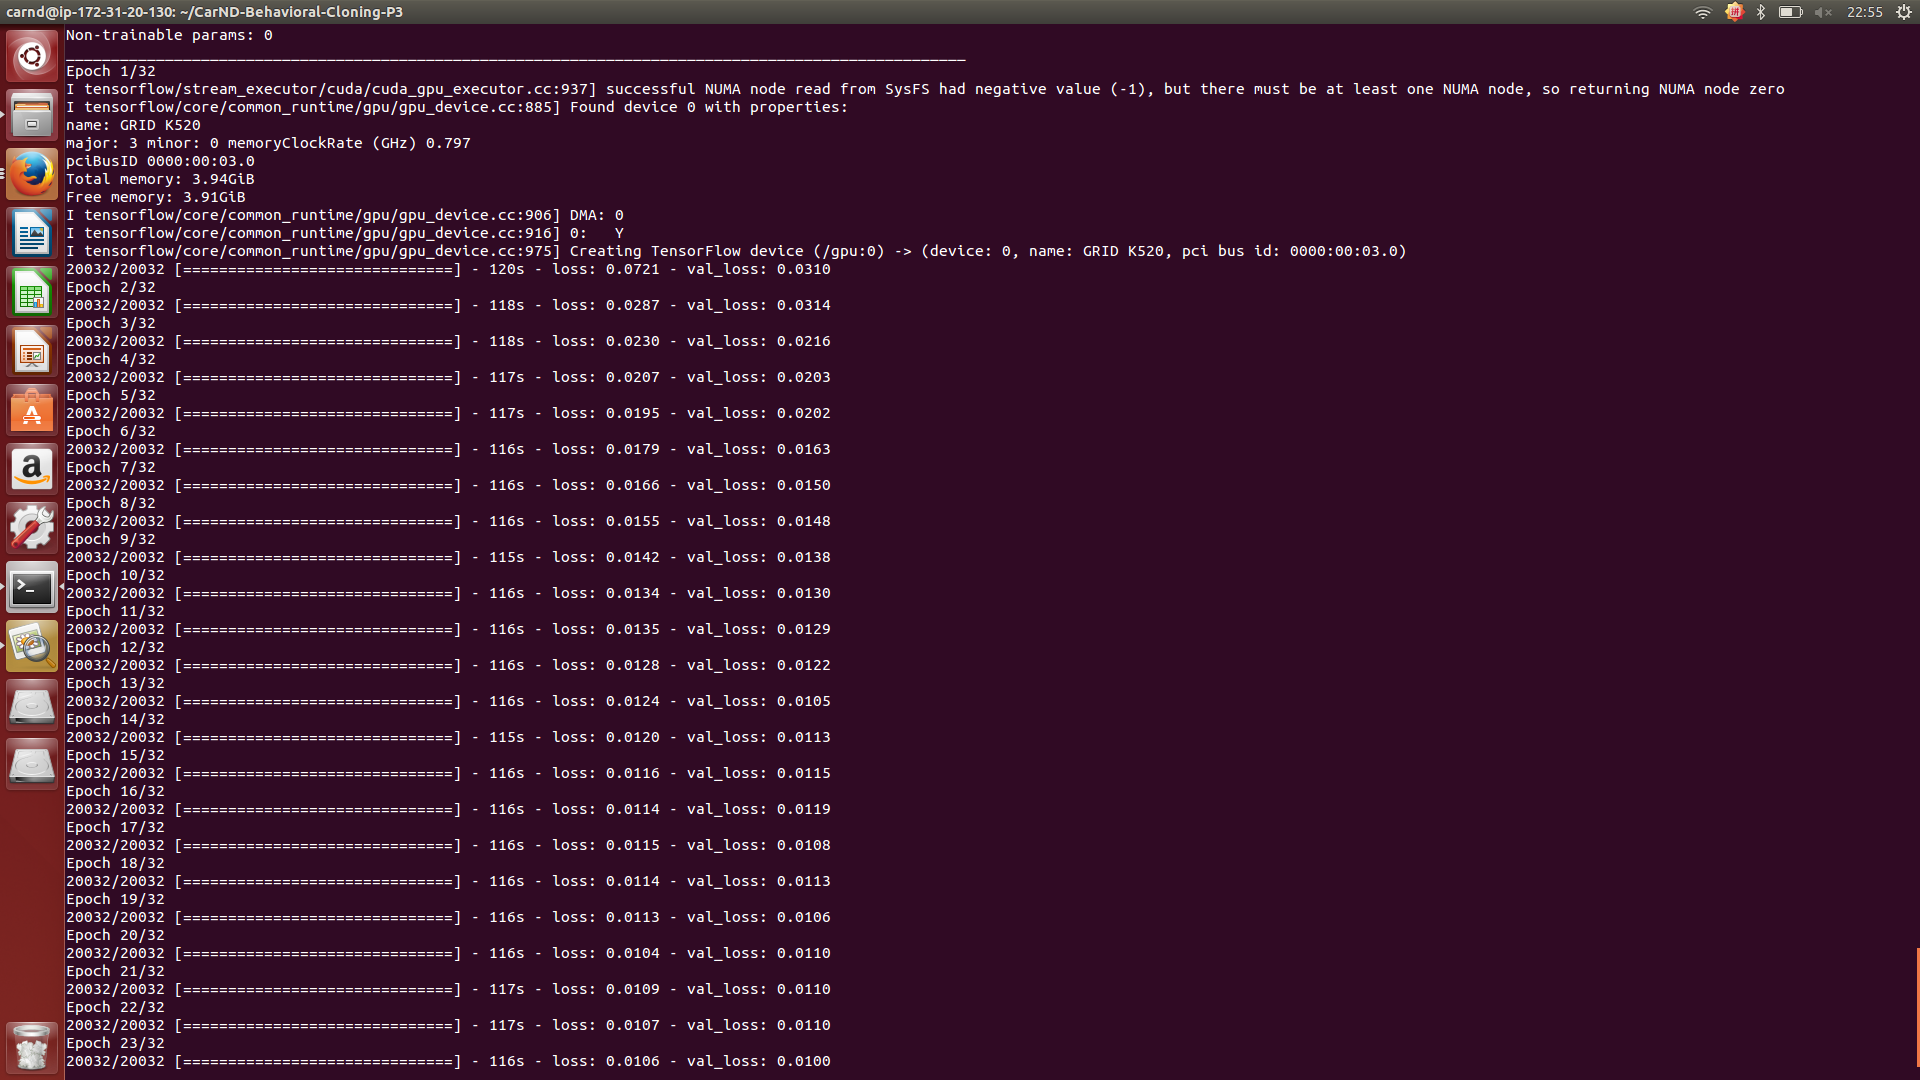 carnd@ip-172-31-20-130: ~/CarND-Behavioral-Cloning-P3 22:55
Non-trainable params: 0
____________________________________________________________________________________________________
Epoch 1/32
I tensorflow/stream_executor/cuda/cuda_gpu_executor.cc:937] successful NUMA node read from SysFS had negative value (-1), but there must be at least one NUMA node, so returning NUMA node zero
I tensorflow/core/common_runtime/gpu/gpu_device.cc:885] Found device 0 with properties:
name: GRID K520
major: 3 minor: 0 memoryClockRate (GHz) 0.797
pciBusID 0000:00:03.0
Total memory: 3.94GiB
Free memory: 3.91GiB
I tensorflow/core/common_runtime/gpu/gpu_device.cc:906] DMA: 0
I tensorflow/core/common_runtime/gpu/gpu_device.cc:916] 0:   Y
I tensorflow/core/common_runtime/gpu/gpu_device.cc:975] Creating TensorFlow device (/gpu:0) -> (device: 0, name: GRID K520, pci bus id: 0000:00:03.0)
20032/20032 [==============================] - 120s - loss: 0.0721 - val_loss: 0.0310
Epoch 2/32
20032/20032 [==============================] - 118s - loss: 0.0287 - val_loss: 0.0314
Epoch 3/32
20032/20032 [==============================] - 118s - loss: 0.0230 - val_loss: 0.0216
Epoch 4/32
20032/20032 [==============================] - 117s - loss: 0.0207 - val_loss: 0.0203
Epoch 5/32
20032/20032 [==============================] - 117s - loss: 0.0195 - val_loss: 0.0202
Epoch 6/32
20032/20032 [==============================] - 116s - loss: 0.0179 - val_loss: 0.0163
Epoch 7/32
20032/20032 [==============================] - 116s - loss: 0.0166 - val_loss: 0.0150
Epoch 8/32
20032/20032 [==============================] - 116s - loss: 0.0155 - val_loss: 0.0148
Epoch 9/32
20032/20032 [==============================] - 115s - loss: 0.0142 - val_loss: 0.0138
Epoch 10/32
20032/20032 [==============================] - 116s - loss: 0.0134 - val_loss: 0.0130
Epoch 11/32
20032/20032 [==============================] - 116s - loss: 0.0135 - val_loss: 0.0129
Epoch 12/32
20032/20032 [==============================] - 116s - loss: 0.0128 - val_loss: 0.0122
Epoch 13/32
20032/20032 [==============================] - 116s - loss: 0.0124 - val_loss: 0.0105
Epoch 14/32
20032/20032 [==============================] - 115s - loss: 0.0120 - val_loss: 0.0113
Epoch 15/32
20032/20032 [==============================] - 116s - loss: 0.0116 - val_loss: 0.0115
Epoch 16/32
20032/20032 [==============================] - 116s - loss: 0.0114 - val_loss: 0.0119
Epoch 17/32
20032/20032 [==============================] - 116s - loss: 0.0115 - val_loss: 0.0108
Epoch 18/32
20032/20032 [==============================] - 116s - loss: 0.0114 - val_loss: 0.0113
Epoch 19/32
20032/20032 [==============================] - 116s - loss: 0.0113 - val_loss: 0.0106
Epoch 20/32
20032/20032 [==============================] - 116s - loss: 0.0104 - val_loss: 0.0110
Epoch 21/32
20032/20032 [==============================] - 117s - loss: 0.0109 - val_loss: 0.0110
Epoch 22/32
20032/20032 [==============================] - 117s - loss: 0.0107 - val_loss: 0.0110
Epoch 23/32
20032/20032 [==============================] - 116s - loss: 0.0106 - val_loss: 0.0100